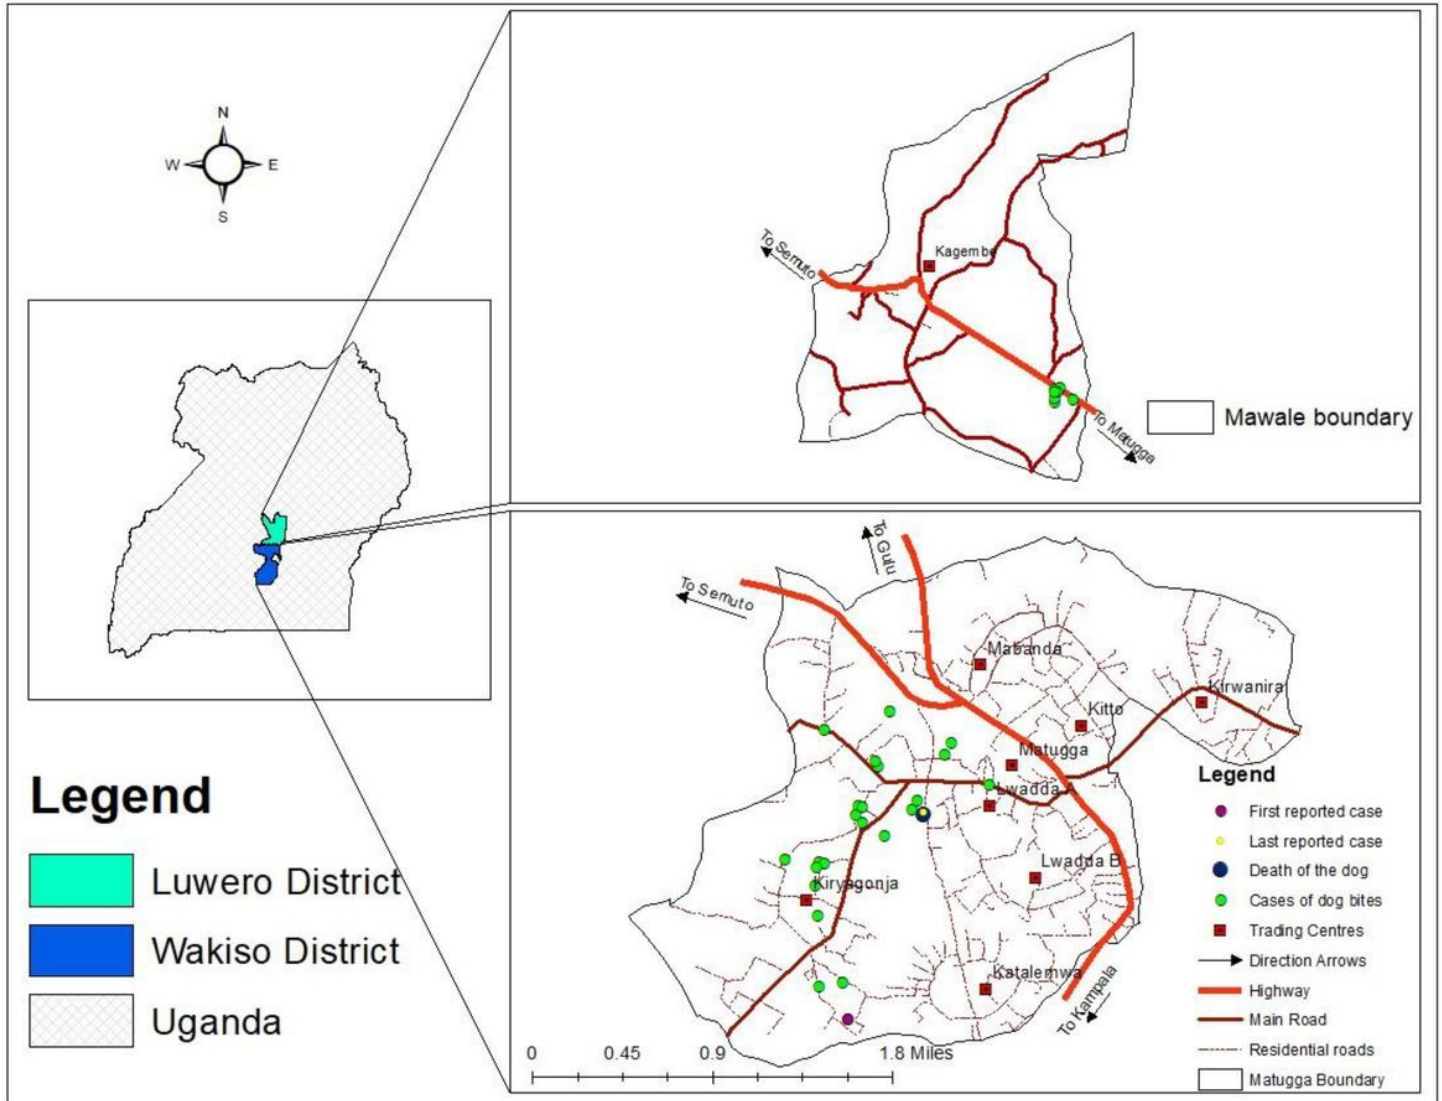 N
W
E
S
Legend
Luwero District
Wakiso District
Uganda
To Semuto
Kagembe
To Matugga
Mawale boundary
To Gulu
To Semuto
Mabanda
Kirwanira
Kitto
Matugga
Lwadda A
Lwadda B
Kiryagonja
Katalemwa
To Kampala
0 0.45 0.9 1.8 Miles
Legend
First reported case
Last reported case
Death of the dog
Cases of dog bites
Trading Centres
Direction Arrows
Highway
Main Road
Residential roads
Matugga Boundary